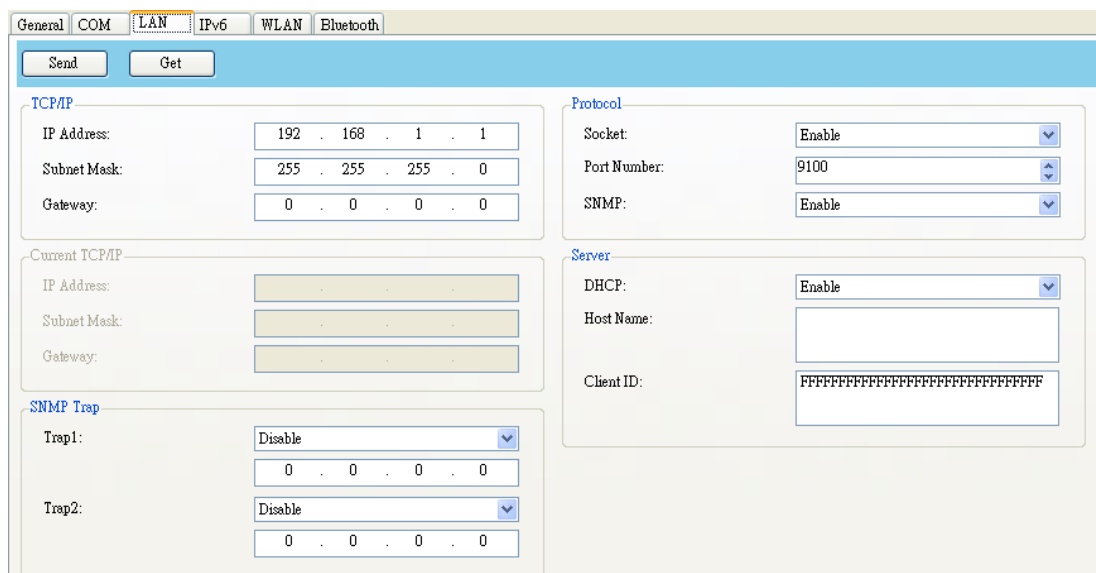 General COM LAN IPv6 WLAN Bluetooth
Send Get
TCP/IP
IP Address: 192 . 168 . 1 . 1
Subnet Mask: 255 . 255 . 255 . 0
Gateway: 0 . 0 . 0 . 0
Current TCP/IP
IP Address: . . .
Subnet Mask: . . .
Gateway: . . .
SNMP Trap
Trap1: Disable
0 . 0 . 0 . 0
Trap2: Disable
0 . 0 . 0 . 0
Protocol
Socket: Enable
Port Number: 9100
SNMP: Enable
Server
DHCP: Enable
Host Name:
Client ID: FFFFFFFFFFFFFFFFFFFFFFFFFFFFFFFF